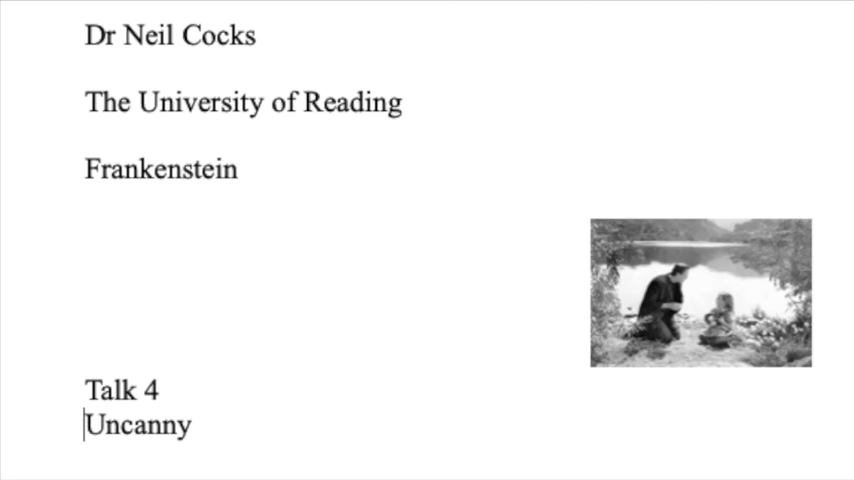 Dr Neil Cocks
The University of Reading
Frankenstein
Talk 4
Uncanny